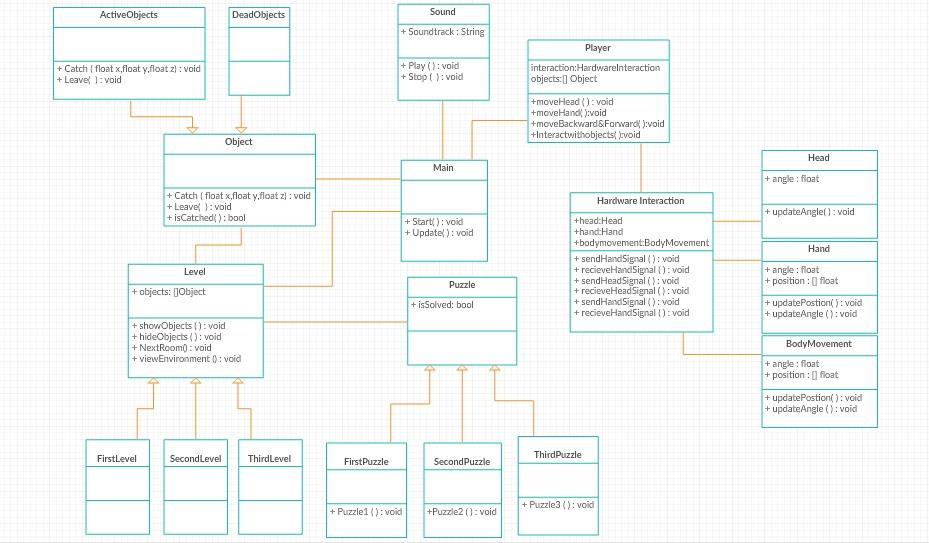 ActiveObjects
+ Catch ( float x,float y,float z) : void
+ Leave( ) : void
DeadObjects
Sound
+ Soundtrack : String
+ Play ( ) : void
+ Stop ( ) : void
Player
interaction:HardwareInteraction
objects:[] Object
+moveHead ( ) : void
+moveHand( ):void
+moveBackward&Forward( ):void
+Interactwithobjects( ):void
Object
+ Catch ( float x,float y,float z) : void
+ Leave( ) : void
+ isCatched( ) : bool
Main
+ Start( ) : void
+ Update( ) : void
Head
+ angle : float
+ updateAngle( ) : void
Hardware Interaction
+head:Head
+hand:Hand
+bodymovement:BodyMovement
+ sendHandSignal ( ) : void
+ recieveHandSignal ( ) : void
+ sendHeadSignal ( ) : void
+ recieveHeadSignal ( ) : void
+ sendHandSignal ( ) : void
+ recieveHandSignal ( ) : void
Hand
+ angle : float
+ position : [] float
+ updatePostion( ) : void
+ updateAngle ( ) : void
Level
+ objects: []Object
+ showObjects ( ) : void
+ hideObjects ( ) : void
+ NextRoom() : void
+ viewEnvironment () : void
Puzzle
+ isSolved: bool
BodyMovement
+ angle : float
+ position : [] float
+ updatePostion( ) : void
+ updateAngle ( ) : void
FirstLevel
SecondLevel
ThirdLevel
FirstPuzzle
+ Puzzle1 ( ) : void
SecondPuzzle
+Puzzle2 ( ) : void
ThirdPuzzle
+ Puzzle3 ( ) : void